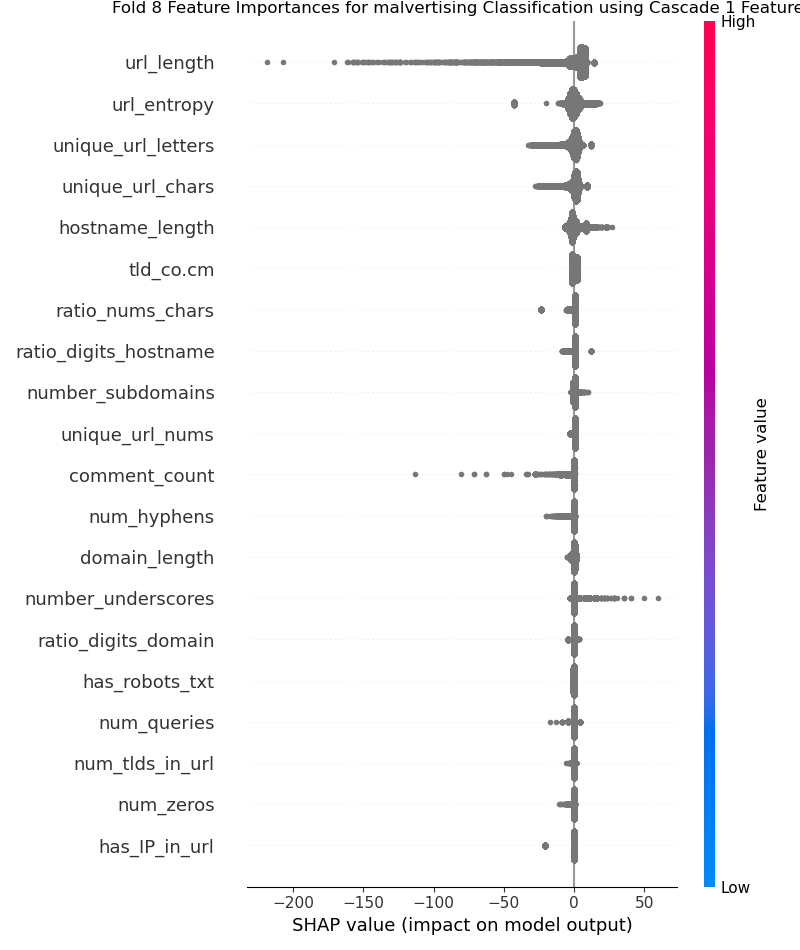 Fold 8 Feature Importances for malvertising Classification using Cascade 1 Feature
High
url_length
url_entropy
unique_url_letters
unique_url_chars
hostname_length
tld_co.cm
ratio_nums_chars
ratio_digits_hostname
number_subdomains
unique_url_nums
comment_count
num_hyphens
domain_length
number_underscores
ratio_digits_domain
has_robots_txt
num_queries
num_tlds_in_url
num_zeros
has_IP_in_url
Feature value
Low
−200 −150 −100 −50 0 50
SHAP value (impact on model output)